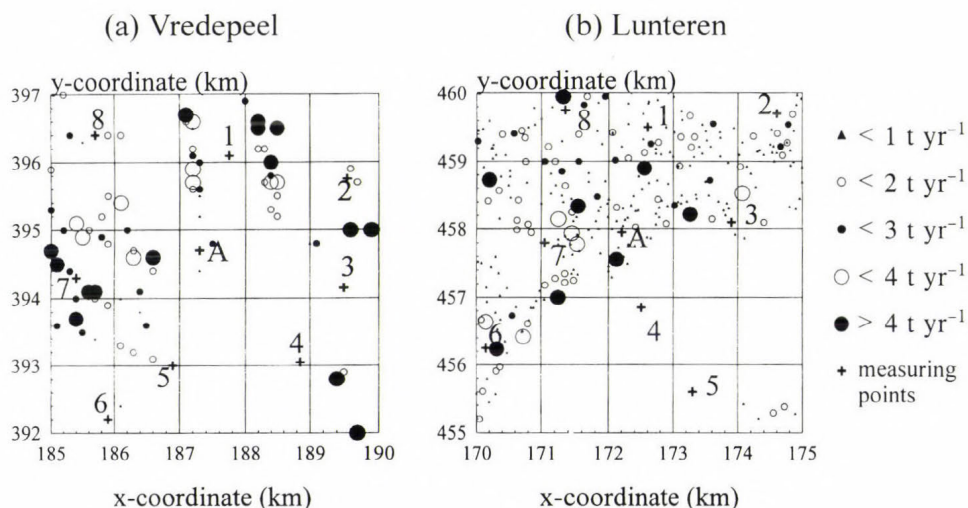 (a) Vredepeel
(b) Lunteren
y-coordinate (km)
397
396
395
394
393
392
185 186 187 188 189 190
x-coordinate (km)
8
1
2
A
3
7
4
5
6
y-coordinate (km)
460
459
458
457
456
455
170 171 172 173 174 175
x-coordinate (km)
8
1
2
3
A
7
4
6
5
< 1 t yr⁻¹
< 2 t yr⁻¹
< 3 t yr⁻¹
< 4 t yr⁻¹
> 4 t yr⁻¹
+ measuring
points